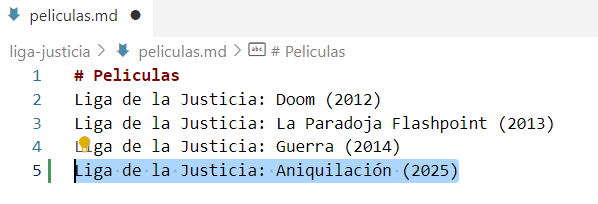 peliculas.md
liga-justicia > peliculas.md > abc # Peliculas
1 # Peliculas
2 Liga de la Justicia: Doom (2012)
3 Liga de la Justicia: La Paradoja Flashpoint (2013)
4 Liga de la Justicia: Guerra (2014)
5 Liga de la Justicia: Aniquilación (2025)